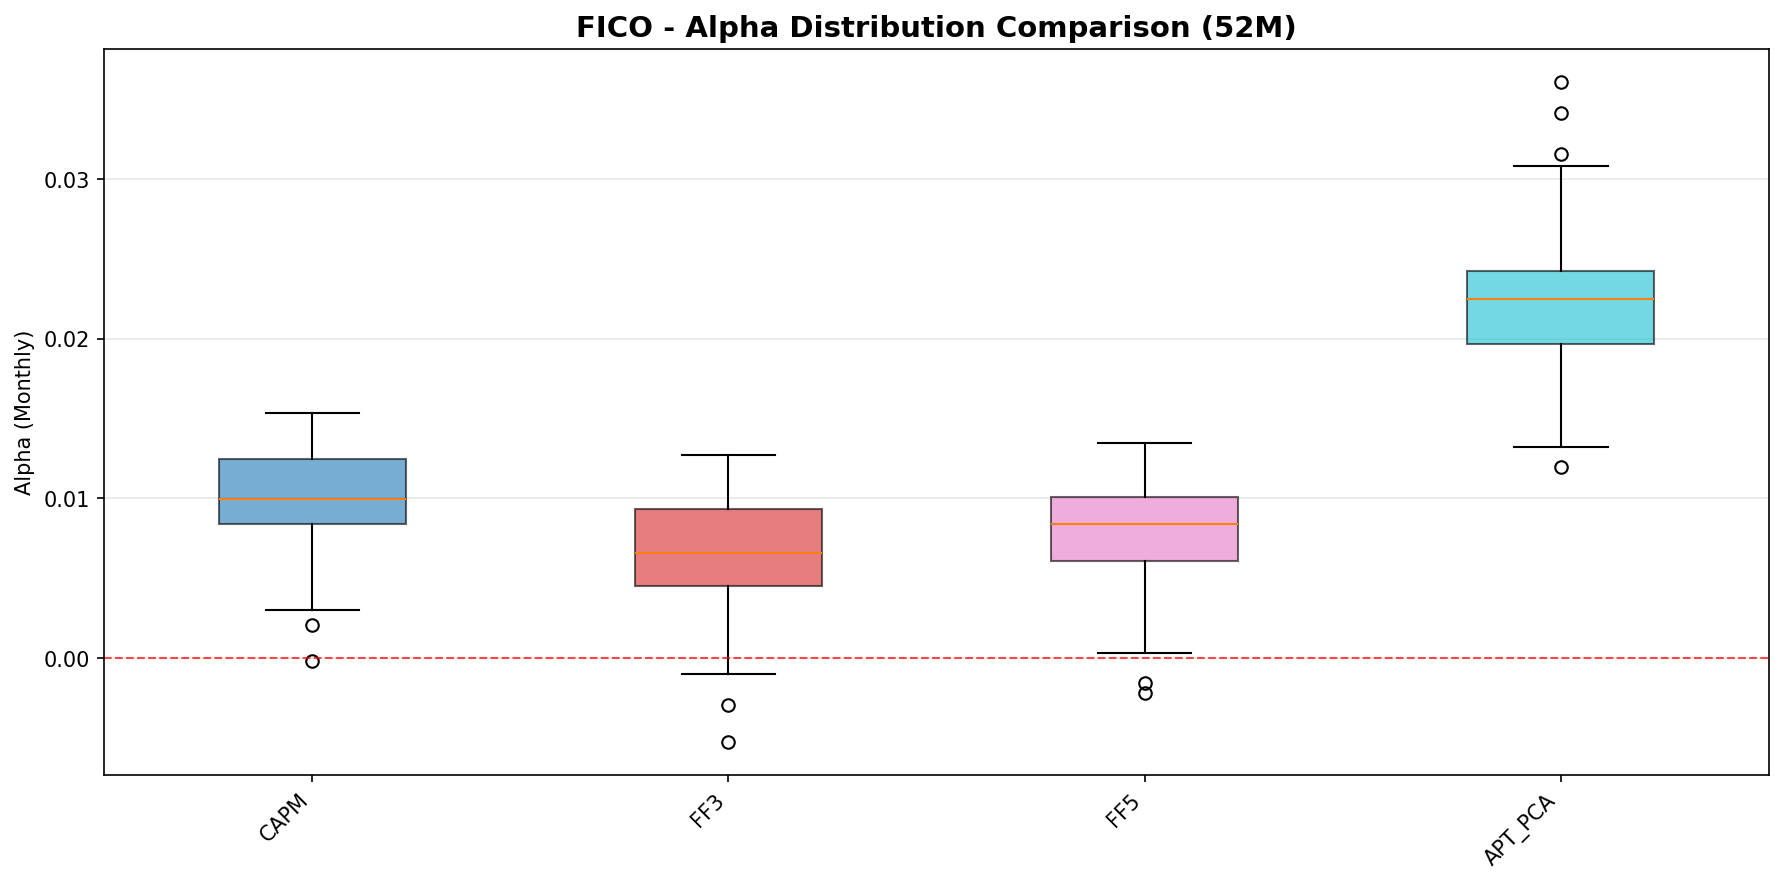 FICO - Alpha Distribution Comparison (52M)
Alpha (Monthly)
0.03
0.02
0.01
0.00
CAPM
FF3
FF5
APT_PCA